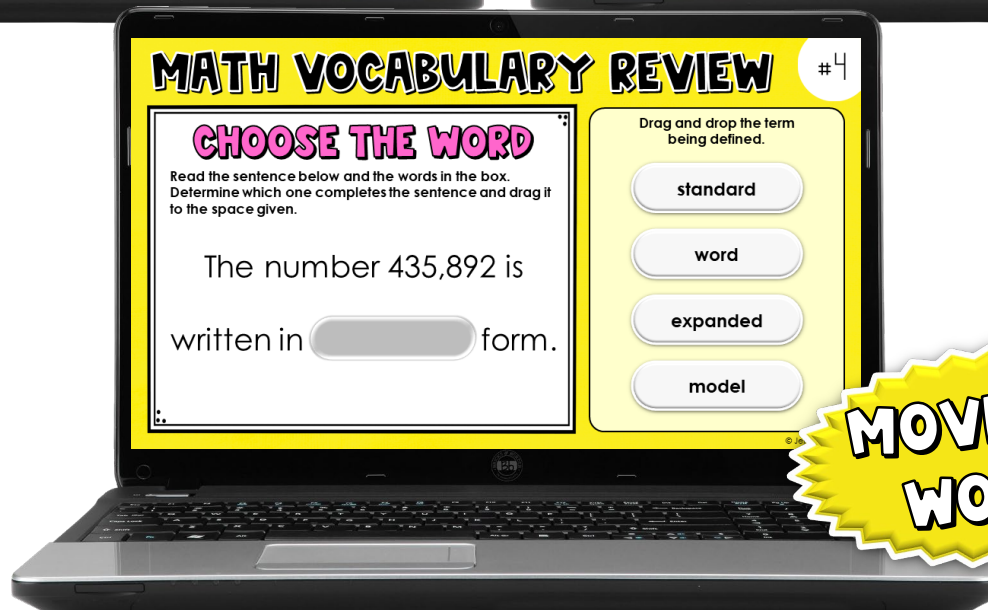 MATH VOCABULARY REVIEW
#4
CHOOSE THE WORD
Read the sentence below and the words in the box.
Determine which one completes the sentence and drag it
to the space given.
The number 435,892 is
written in form.
Drag and drop the term
being defined.
standard
word
expanded
model